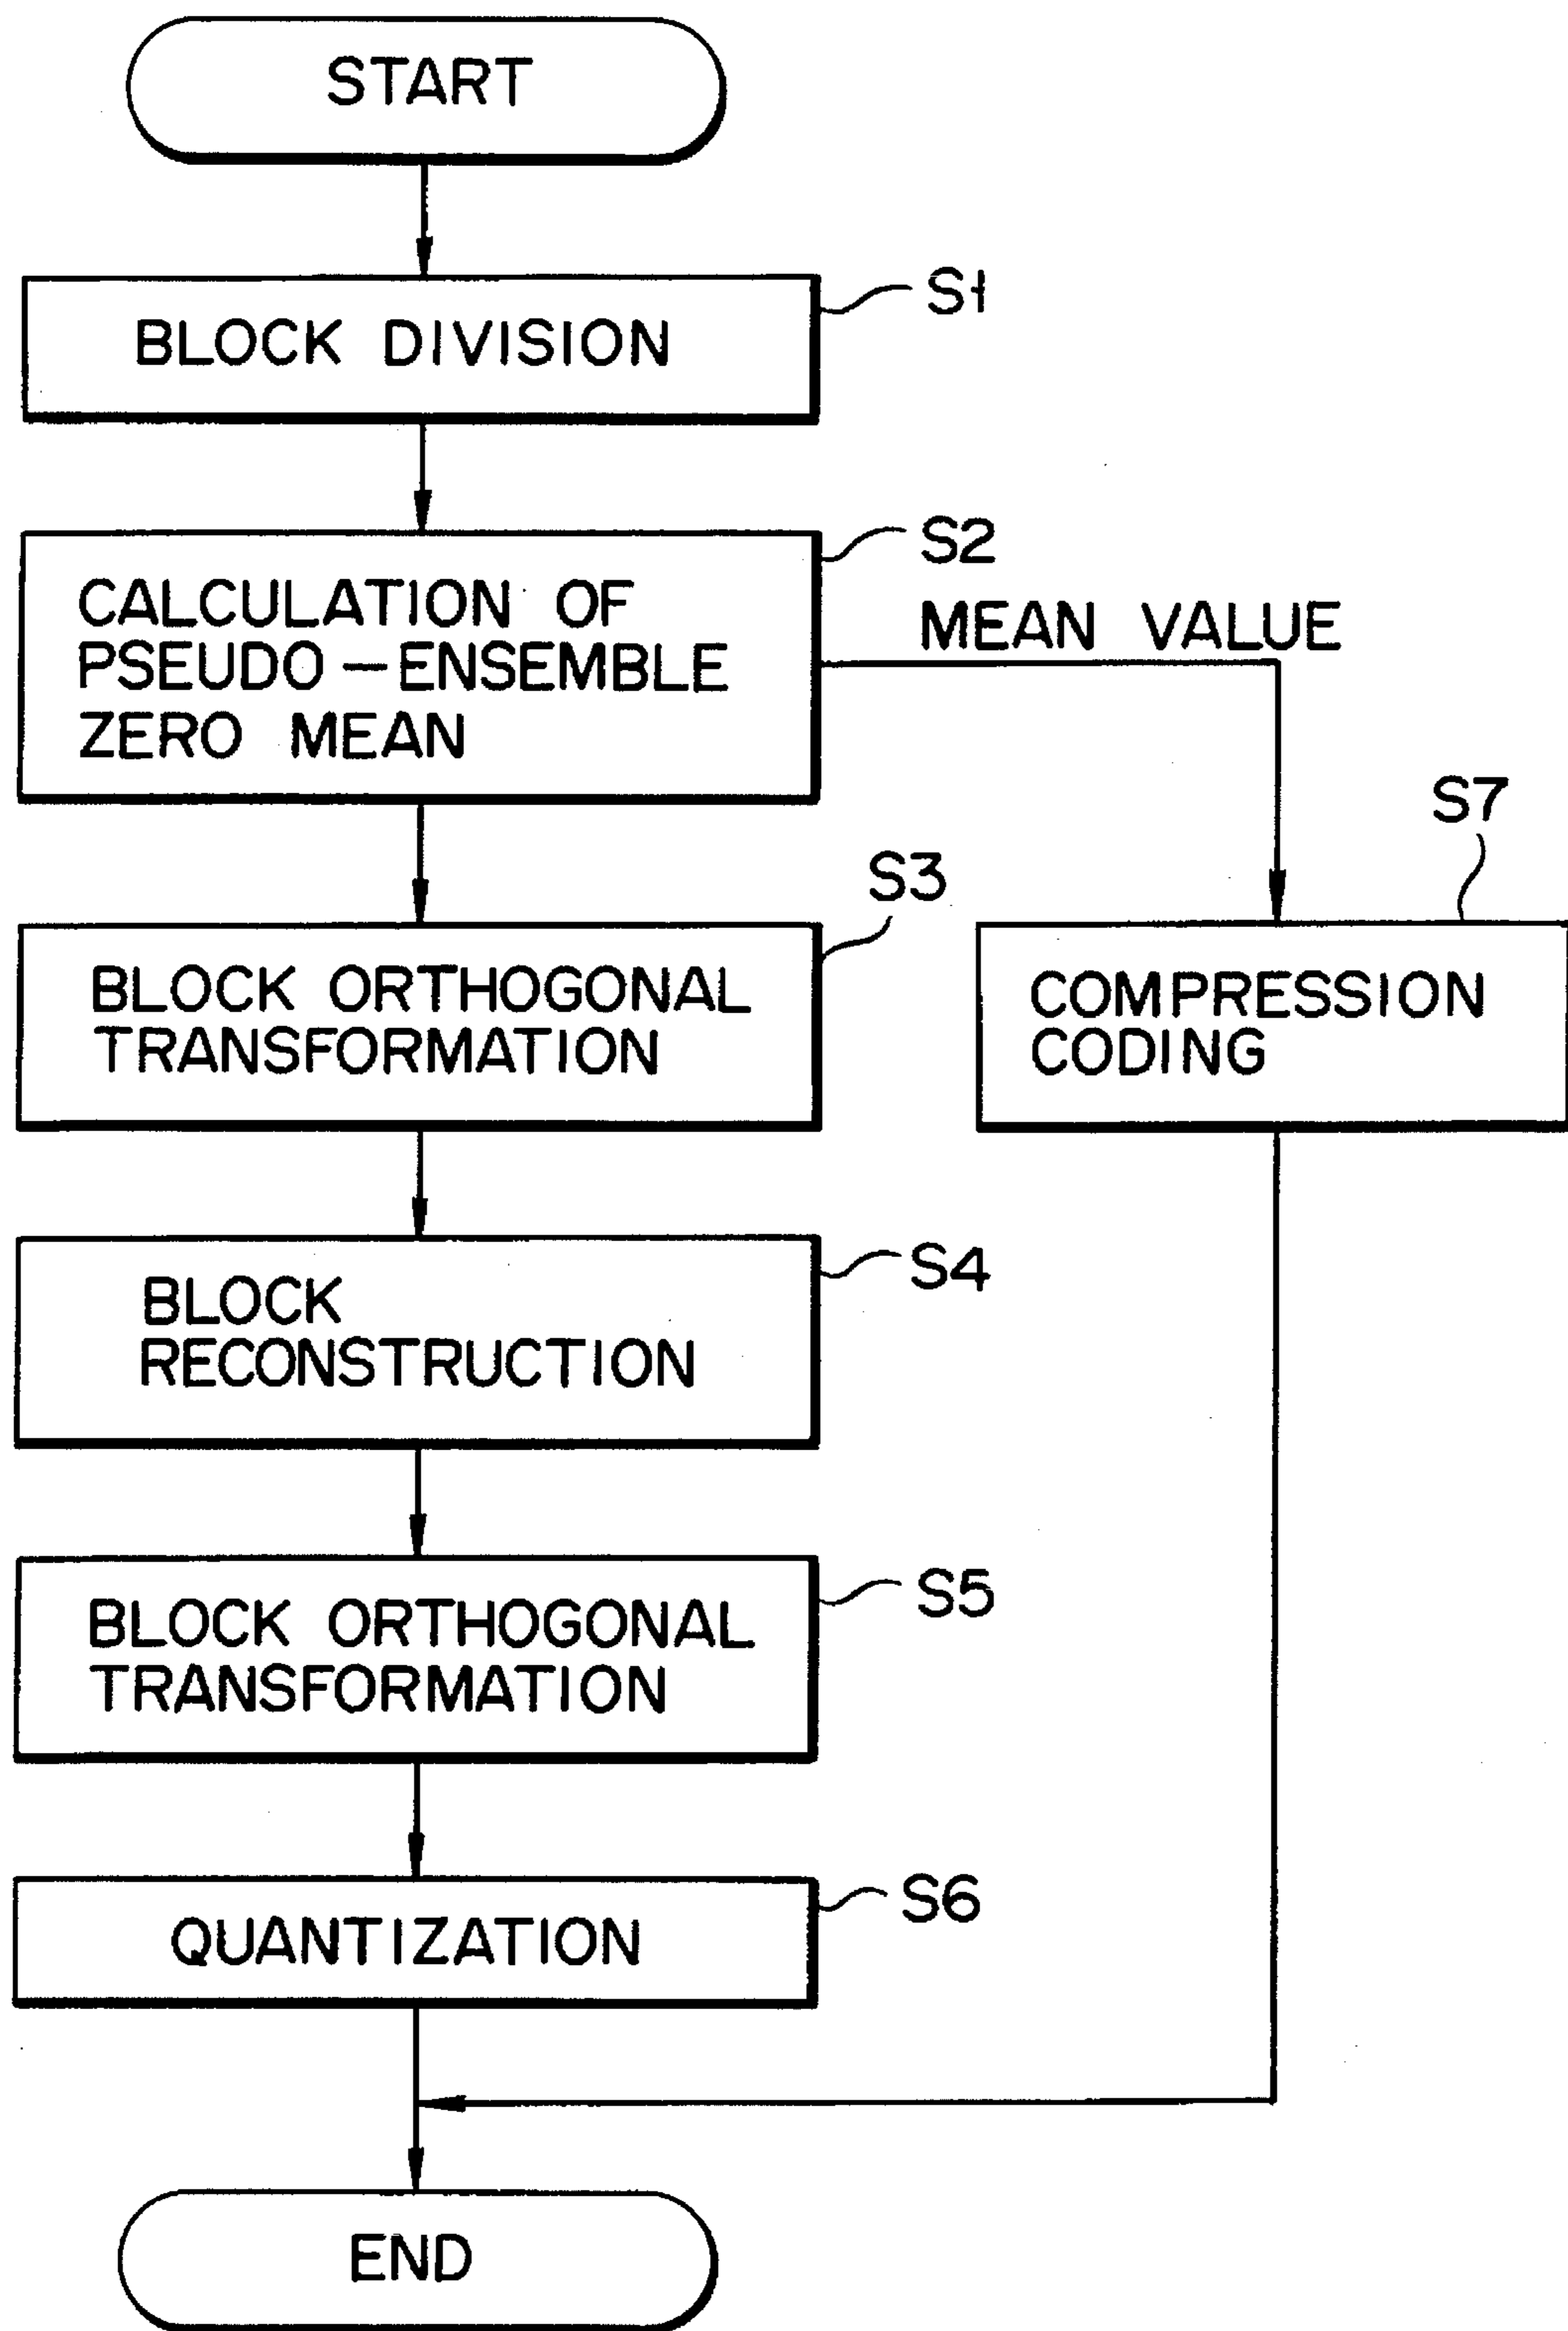 START
S1
BLOCK DIVISION
S2
CALCULATION OF
PSEUDO-ENSEMBLE
ZERO MEAN
MEAN VALUE
S3
BLOCK ORTHOGONAL
TRANSFORMATION
S7
COMPRESSION
CODING
S4
BLOCK
RECONSTRUCTION
S5
BLOCK ORTHOGONAL
TRANSFORMATION
S6
QUANTIZATION
END